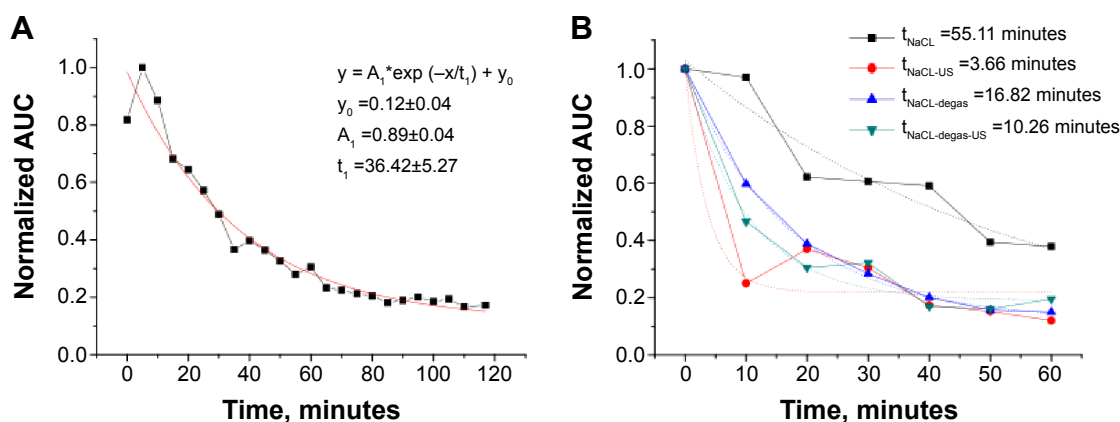 A
Normalized AUC
1.0
0.8
0.6
0.4
0.2
0.0
y = A₁*exp (–x/t₁) + y₀
y₀ =0.12±0.04
A₁ =0.89±0.04
t₁ =36.42±5.27
0 20 40 60 80 100 120
Time, minutes
B
Normalized AUC
1.0
0.8
0.6
0.4
0.2
0.0
t_NaCL =55.11 minutes
t_NaCL-US =3.66 minutes
t_NaCL-degas =16.82 minutes
t_NaCL-degas-US =10.26 minutes
0 10 20 30 40 50 60
Time, minutes